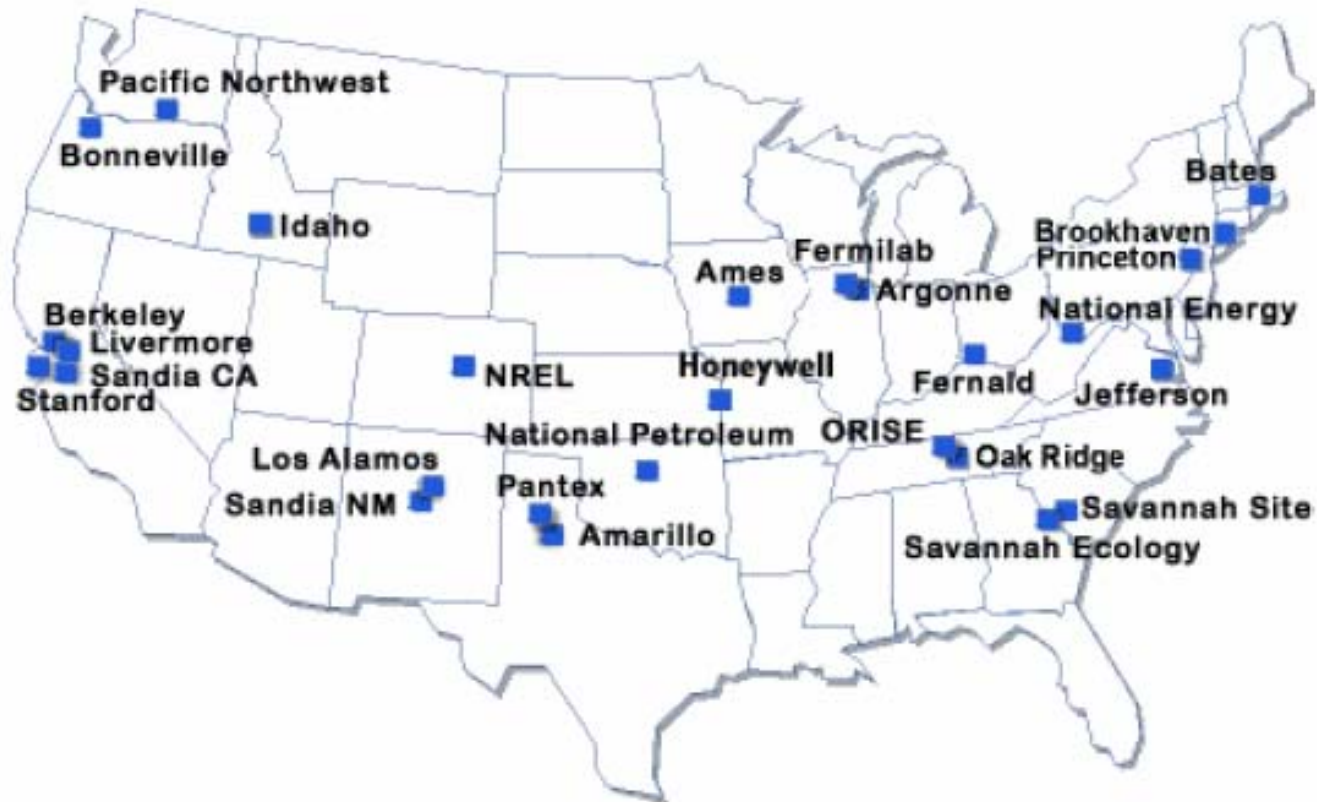 Pacific Northwest
Bonneville
Bates
Idaho
Brookhaven
Fermilab
Princeton
Ames
Argonne
National Energy
Berkeley
Livermore
Honeywell
Sandia CA
NREL
Fernald
Jefferson
Stanford
National Petroleum
ORISE
Los Alamos
Oak Ridge
Pantex
Sandia NM
Savannah Site
Amarillo
Savannah Ecology